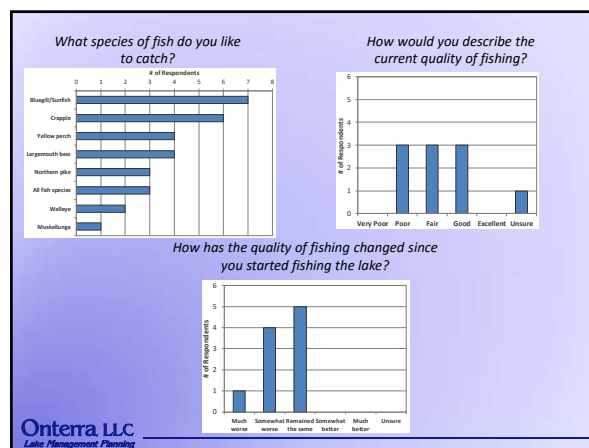 What species of fish do you like
to catch?
# of Respondents
0 1 2 3 4 5 6 7 8
Bluegill/Sunfish
Crappie
Yellow perch
Largemouth bass
Northern pike
All fish species
Walleye
Muskellunge
How would you describe the
current quality of fishing?
6
5
4
3
2
1
0
# of Respondents
Very Poor Poor Fair Good Excellent Unsure
How has the quality of fishing changed since
you started fishing the lake?
6
5
4
3
2
1
0
# of Respondents
Much Somewhat Remained Somewhat Much Unsure
worse worse the same better better
Onterra LLC
Lake Management Planning